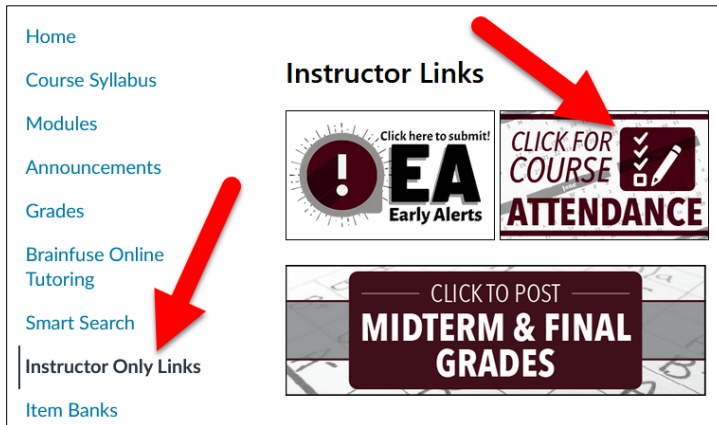 Home
Course Syllabus
Modules
Announcements
Grades
Brainfuse Online
Tutoring
Smart Search
Instructor Only Links
Item Banks
Instructor Links
Click here to submit!
EA
Early Alerts
CLICK FOR
COURSE
ATTENDANCE
June
CLICK TO POST
MIDTERM & FINAL
GRADES